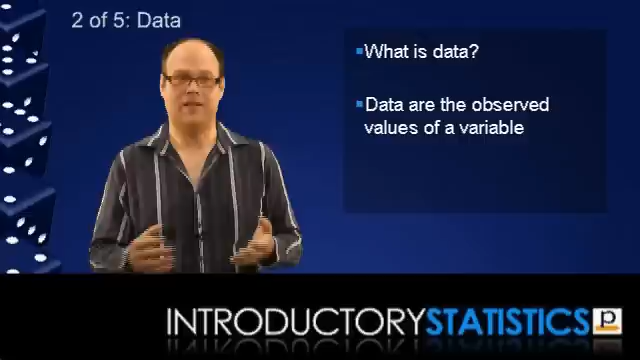 2 of 5: Data
▪What is data?
▪Data are the observed
values of a variable
INTRODUCTORYSTATISTICS
p